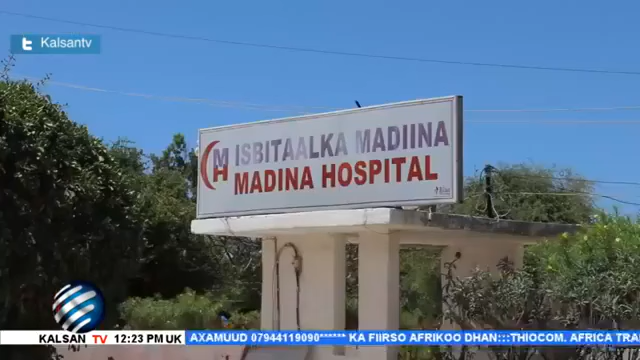 Kalsantv
MH ISBITAALKA MADIINA
MADINA HOSPITAL
KALSAN TV 12:23 PM UK AXAMUUD 07944119090****** KA FIIRSO AFRIKOO DHAN:::THIOCOM. AFRICA TRA